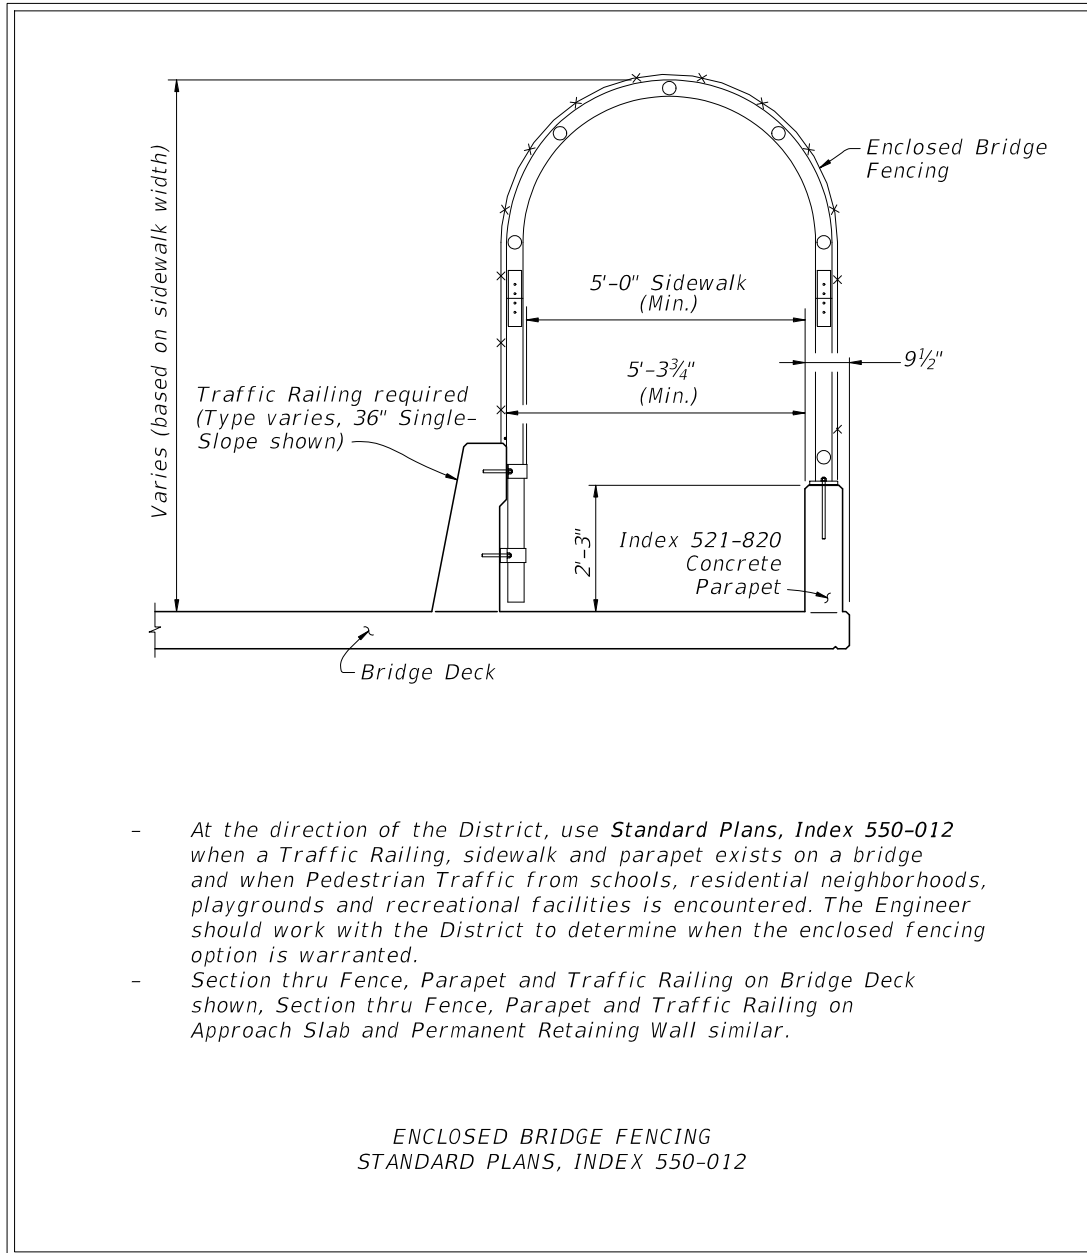 Varies (based on sidewalk width)
Enclosed Bridge
Fencing
5'-0" Sidewalk
(Min.)
9½"
5'-3¾"
(Min.)
Traffic Railing required
(Type varies, 36" Single-
Slope shown)
2'-3"
Index 521-820
Concrete
Parapet
Bridge Deck
- At the direction of the District, use Standard Plans, Index 550-012
when a Traffic Railing, sidewalk and parapet exists on a bridge
and when Pedestrian Traffic from schools, residential neighborhoods,
playgrounds and recreational facilities is encountered. The Engineer
should work with the District to determine when the enclosed fencing
option is warranted.
- Section thru Fence, Parapet and Traffic Railing on Bridge Deck
shown, Section thru Fence, Parapet and Traffic Railing on
Approach Slab and Permanent Retaining Wall similar.
ENCLOSED BRIDGE FENCING
STANDARD PLANS, INDEX 550-012